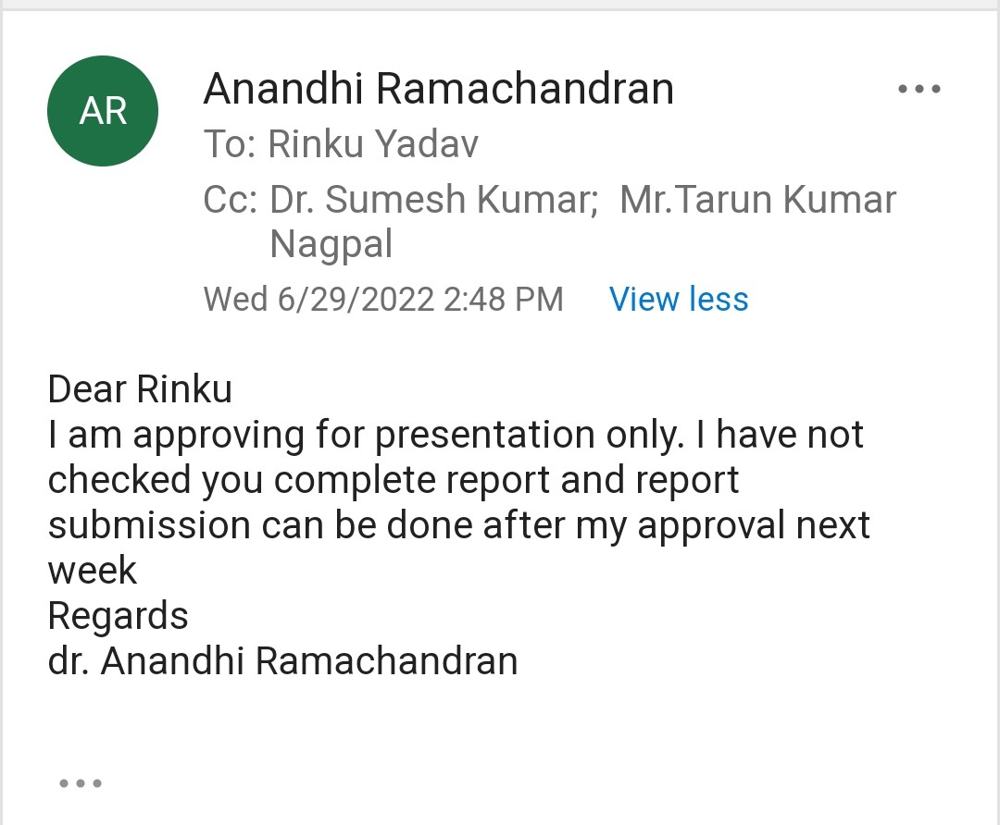 AR
Anandhi Ramachandran
To: Rinku Yadav
Cc: Dr. Sumesh Kumar;  Mr.Tarun Kumar
Nagpal
Wed 6/29/2022 2:48 PM View less
Dear Rinku
I am approving for presentation only. I have not
checked you complete report and report
submission can be done after my approval next
week
Regards
dr. Anandhi Ramachandran